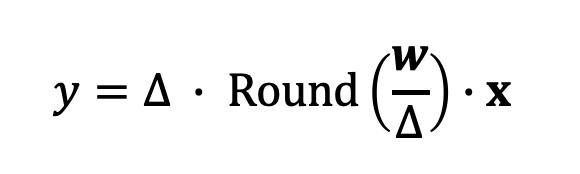 y = Δ · Round(w/Δ) · x